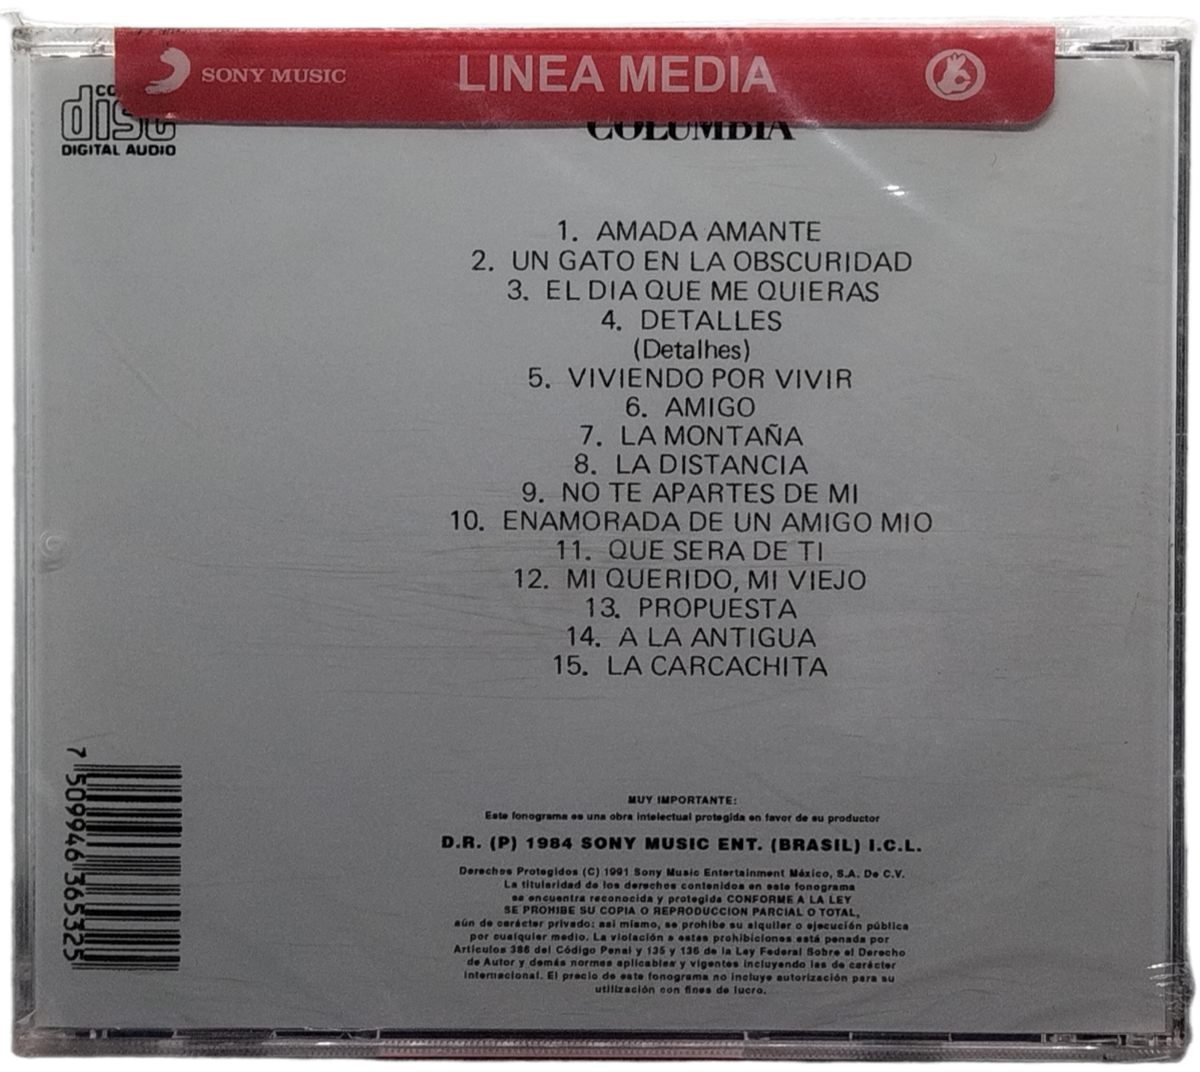 SONY MUSIC
LINEA MEDIA
disc
DIGITAL AUDIO
COLUMBIA
1. AMADA AMANTE
2. UN GATO EN LA OBSCURIDAD
3. EL DIA QUE ME QUIERAS
4. DETALLES
(Detalhes)
5. VIVIENDO POR VIVIR
6. AMIGO
7. LA MONTAÑA
8. LA DISTANCIA
9. NO TE APARTES DE MI
10. ENAMORADA DE UN AMIGO MIO
11. QUE SERA DE TI
12. MI QUERIDO, MI VIEJO
13. PROPUESTA
14. A LA ANTIGUA
15. LA CARCACHITA
7 509946 365325
MUY IMPORTANTE:
Este fonograma es una obra intelectual protegida en favor de su productor
D.R. (P) 1984 SONY MUSIC ENT. (BRASIL) I.C.L.
Derechos Protegidos (C) 1991 Sony Music Entertainment México, S.A. De C.V.
La titularidad de los derechos contenidos en este fonograma
se encuentra reconocida y protegida CONFORME A LA LEY
SE PROHIBE SU COPIA O REPRODUCCION PARCIAL O TOTAL,
aún de carácter privado: asi mismo, se prohibe su alquiler o ejecución pública
por cualquier medio. La violación a estas prohibiciones está penada por
Artículos 386 del Código Penal y 135 y 136 de la Ley Federal Sobre el Derecho
de Autor y demás normas aplicables y vigentes incluyendo las de carácter
internacional. El precio de este fonograma no incluye autorización para su
utilización con fines de lucro.